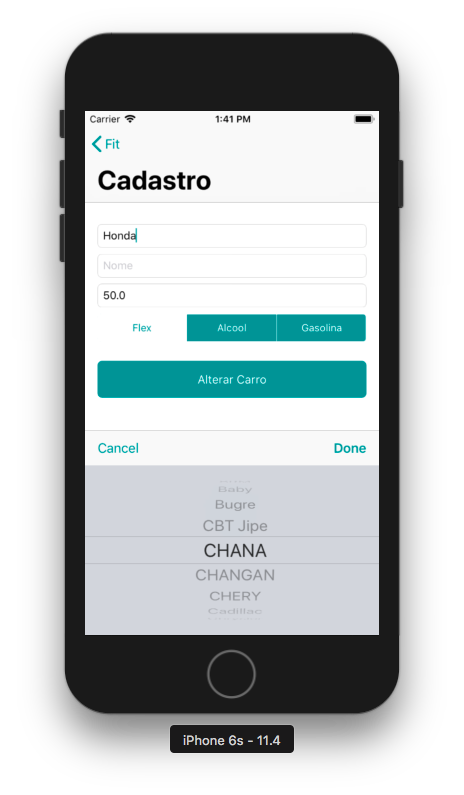 Carrier 1:41 PM
Fit
Cadastro
Honda
Nome
50.0
Flex Alcool Gasolina
Alterar Carro
Cancel Done
Baby
Bugre
CBT Jipe
CHANA
CHANGAN
CHERY
Cadillac
iPhone 6s - 11.4